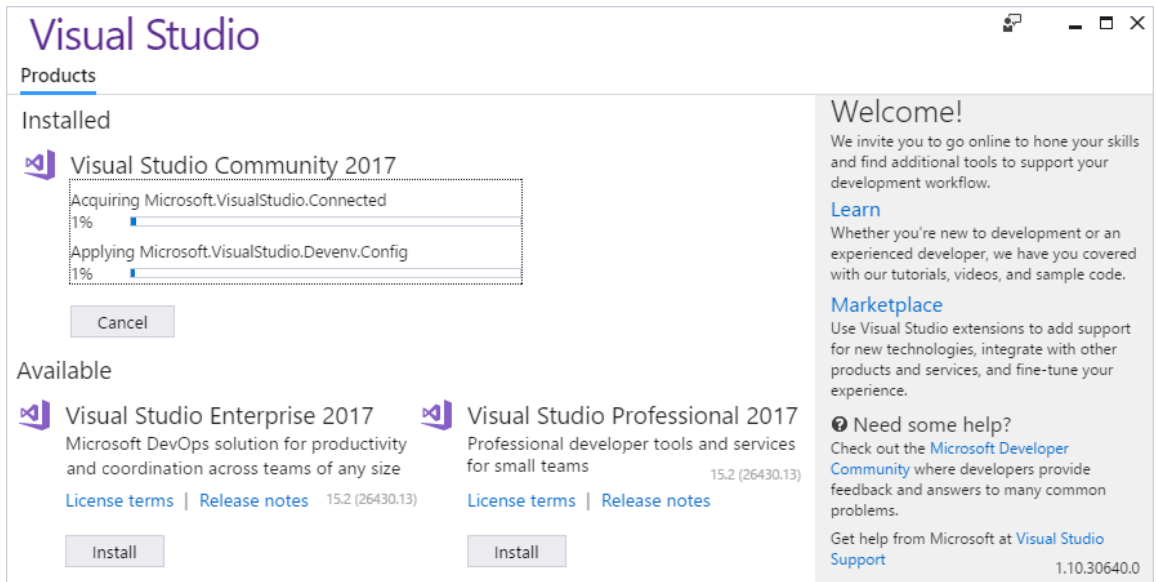 Visual Studio
Products
Installed
Visual Studio Community 2017
Acquiring Microsoft.VisualStudio.Connected
1%
Applying Microsoft.VisualStudio.Devenv.Config
1%
Cancel
Available
Visual Studio Enterprise 2017
Microsoft DevOps solution for productivity
and coordination across teams of any size
License terms | Release notes 15.2 (26430.13)
Install
Visual Studio Professional 2017
Professional developer tools and services
for small teams
15.2 (26430.13)
License terms | Release notes
Install
Welcome!
We invite you to go online to hone your skills
and find additional tools to support your
development workflow.
Learn
Whether you're new to development or an
experienced developer, we have you covered
with our tutorials, videos, and sample code.
Marketplace
Use Visual Studio extensions to add support
for new technologies, integrate with other
products and services, and fine-tune your
experience.
Need some help?
Check out the Microsoft Developer
Community where developers provide
feedback and answers to many common
problems.
Get help from Microsoft at Visual Studio
Support
1.10.30640.0